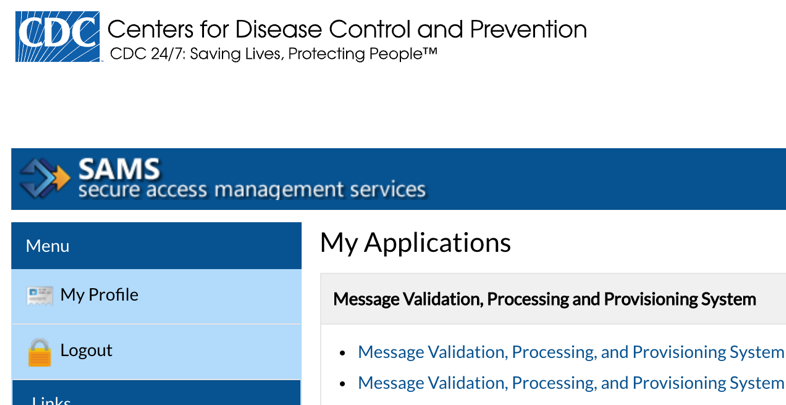 CDC
Centers for Disease Control and Prevention
CDC 24/7: Saving Lives, Protecting People™
SAMS
secure access management services
Menu
My Profile
Logout
Links
My Applications
Message Validation, Processing and Provisioning System
Message Validation, Processing, and Provisioning System
Message Validation, Processing, and Provisioning System